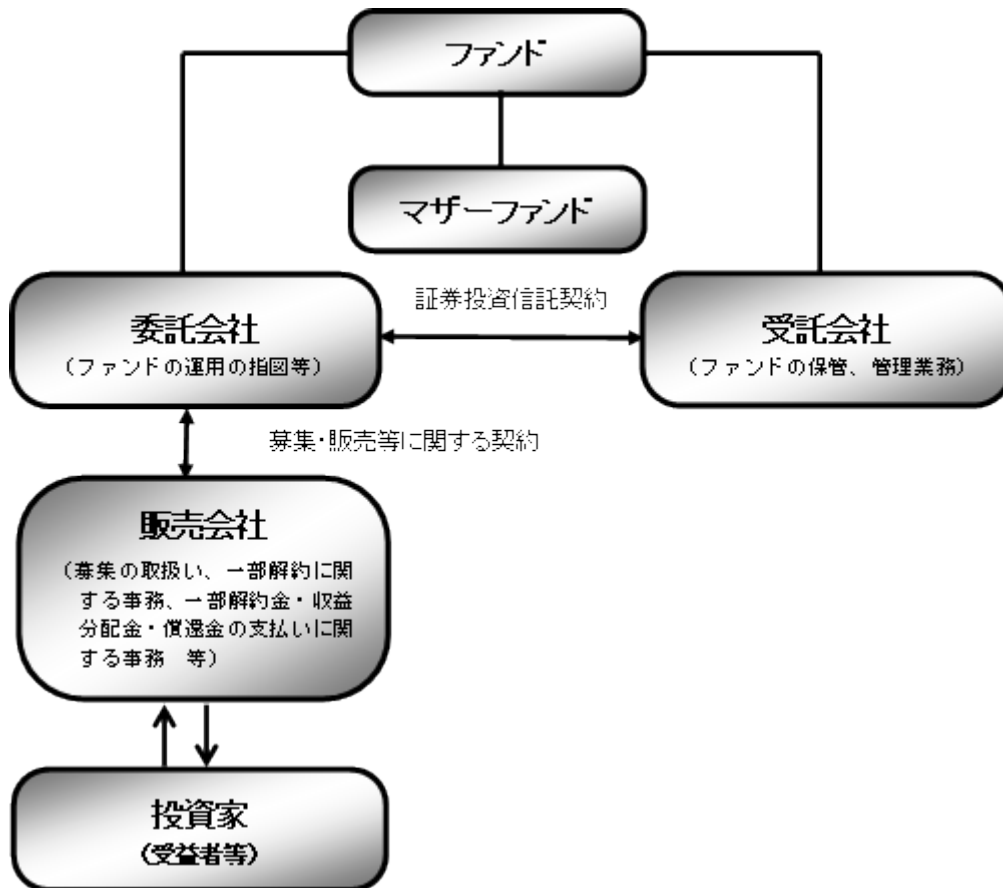 ファンド
マザーファンド
証券投資信託契約
委託会社
（ファンドの運用の指図等）
受託会社
（ファンドの保管、管理業務）
募集・販売等に関する契約
販売会社
（募集の取扱い、一部解約に関
する事務、一部解約金・収益
分配金・償還金の支払いに関
する事務　等）
投資家
（受益者等）